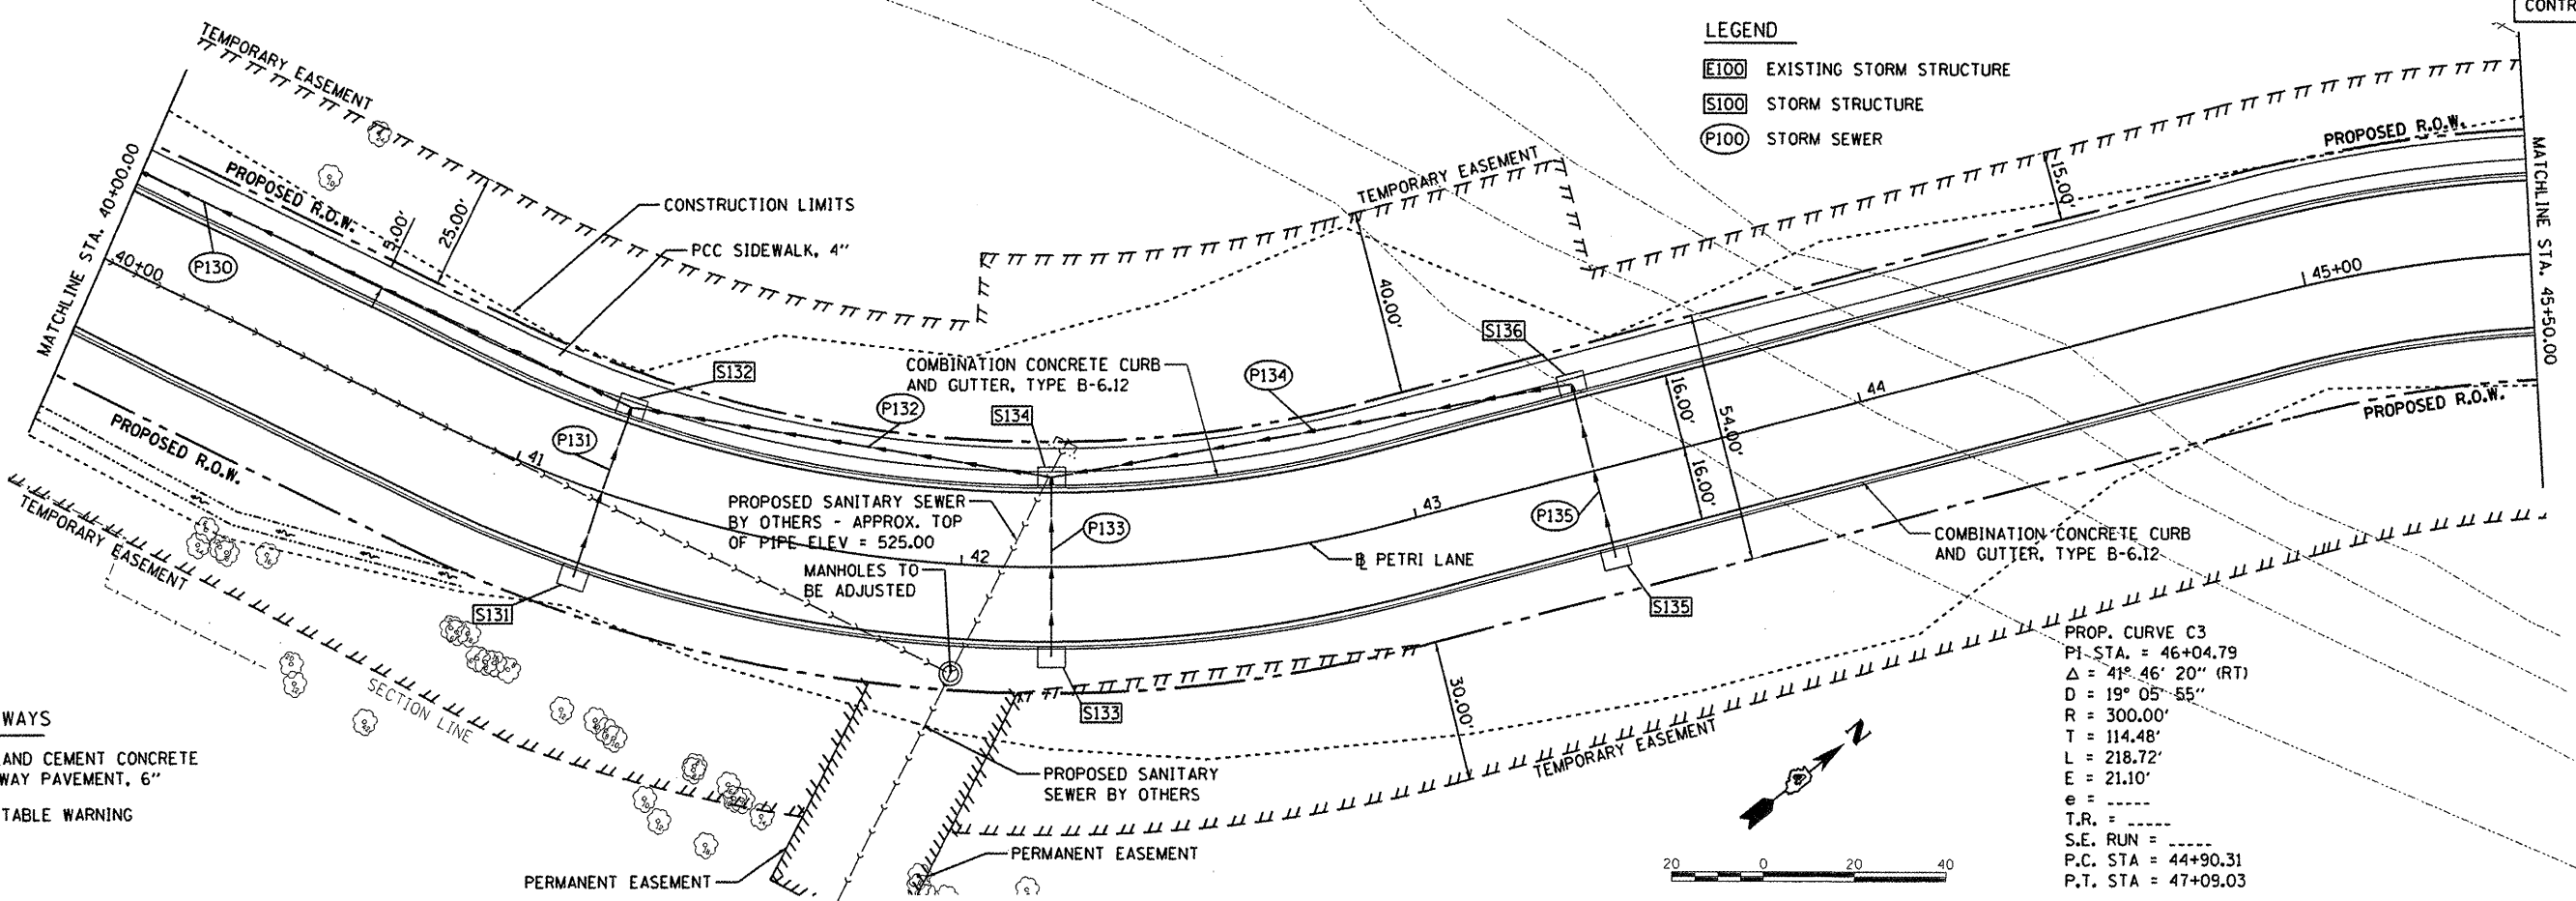 CONTR
LEGEND
E100 EXISTING STORM STRUCTURE
S100 STORM STRUCTURE
P100 STORM SEWER
TEMPORARY EASEMENT
MATCHLINE STA. 40+00.00
PROPOSED R.O.W.
25.00'
P130
40+00
CONSTRUCTION LIMITS
PCC SIDEWALK, 4"
TEMPORARY EASEMENT
40.00'
15.00'
PROPOSED R.O.W.
MATCHLINE STA. 45+50.00
45+00
S136
S132
COMBINATION CONCRETE CURB
AND GUTTER, TYPE B-6.12
P134
P132
S134
16.00'
54.00'
16.00'
44
PROPOSED R.O.W.
PROPOSED R.O.W.
P131
41
PROPOSED SANITARY SEWER
BY OTHERS - APPROX. TOP
OF PIPE ELEV = 525.00
P133
43
P135
COMBINATION CONCRETE CURB
AND GUTTER, TYPE B-6.12
TEMPORARY EASEMENT
42
PETRI LANE
MANHOLES TO
BE ADJUSTED
S131
S135
S133
30.00'
SECTION LINE
TEMPORARY EASEMENT
WAYS
AND CEMENT CONCRETE
WAY PAVEMENT, 6"
TABLE WARNING
PROPOSED SANITARY
SEWER BY OTHERS
PERMANENT EASEMENT
PERMANENT EASEMENT
N
20 0 20 40
PROP. CURVE C3
PI STA. = 46+04.79
Δ = 41° 46' 20" (RT)
D = 19° 05' 55"
R = 300.00'
T = 114.48'
L = 218.72'
E = 21.10'
e = -----
T.R. = -----
S.E. RUN = -----
P.C. STA = 44+90.31
P.T. STA = 47+09.03